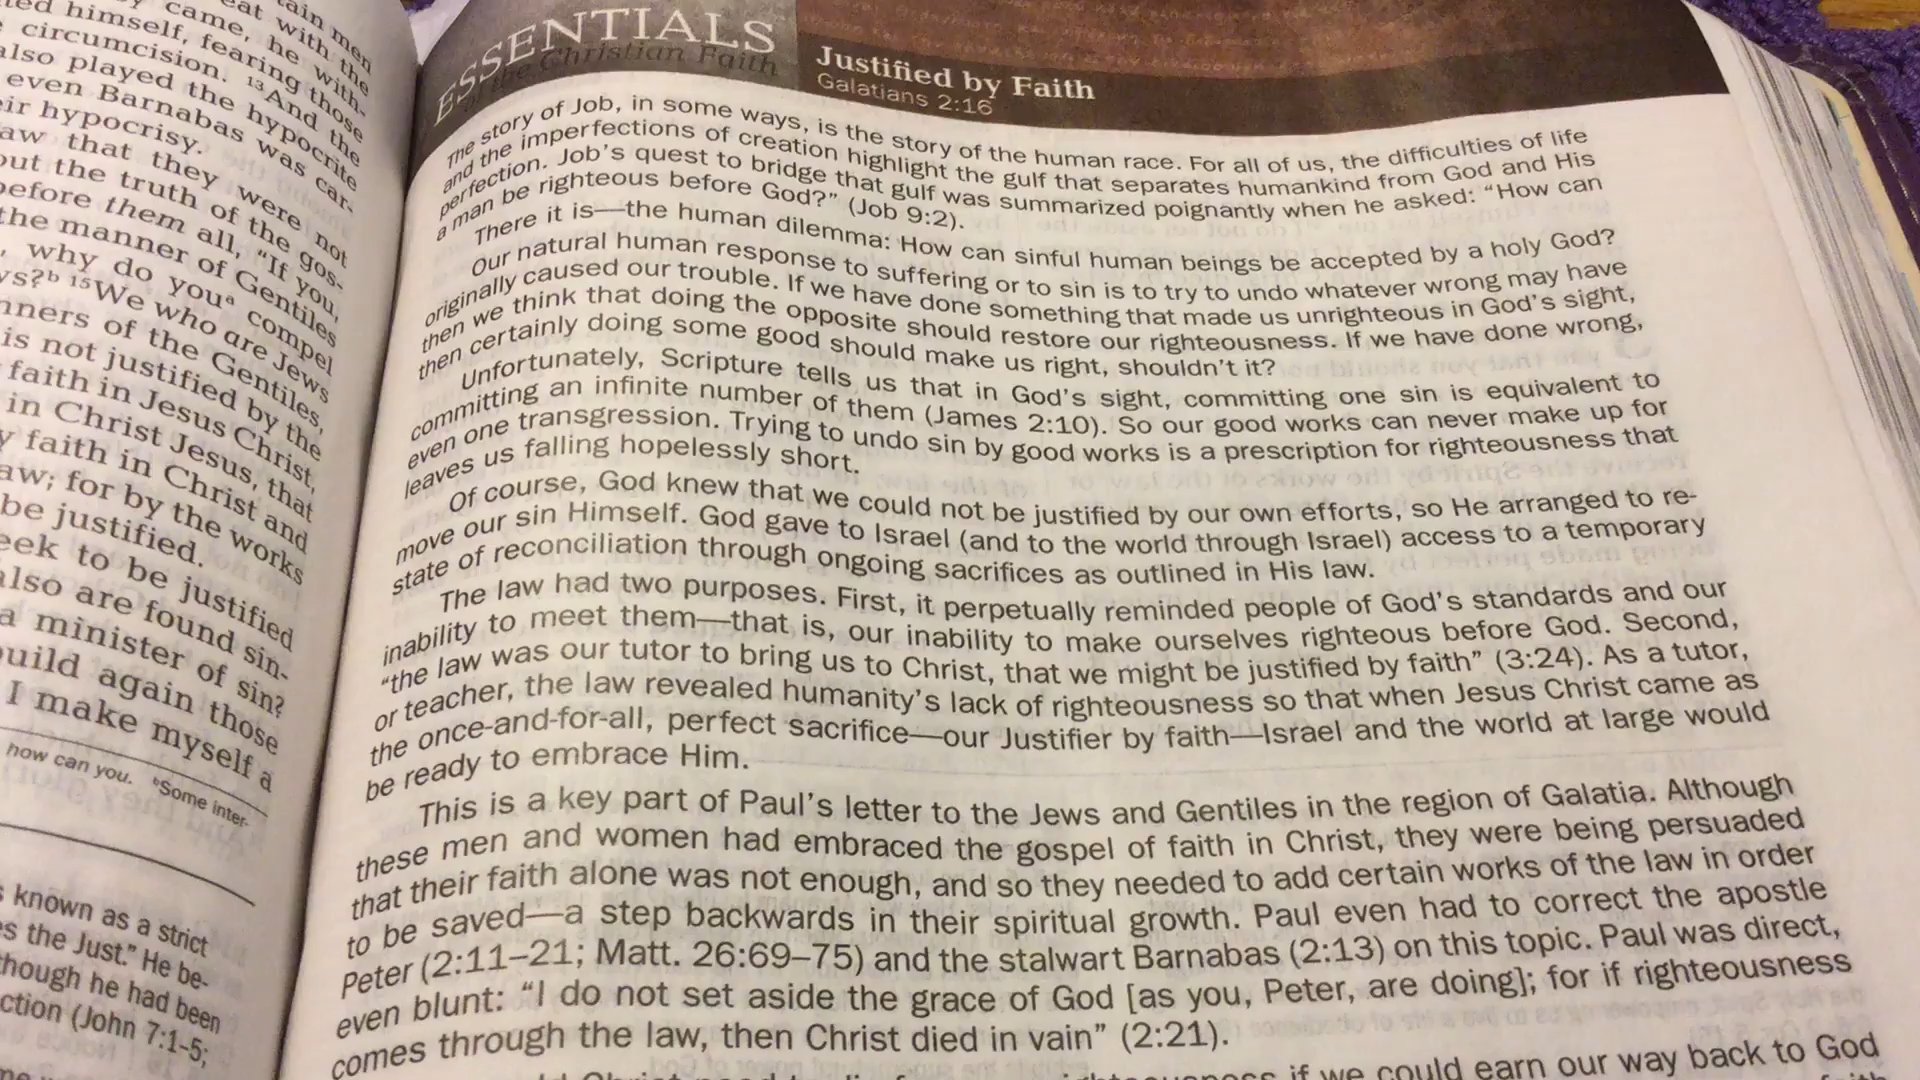 tain men
came, he
eat with the
himself, fearing those
with-
circumcision. 13And the
also played the hypocrite
even Barnabas was car-
hypocrisy.
that they were not
the truth of the gos-
before them all, "If you,
the manner of Gentiles
why do youa compel
15We who are Jews
of the Gentiles,
is not justified by the
faith in Jesus Christ,
in Christ Jesus, that
faith in Christ and
for by the works
be justified.
to be justified
also are found sin-
a minister of sin?
again those
I make myself a
how can you. bSome inter-
known as a strict
the Just." He be-
he had been
(John 7:1–5;
ESSENTIALS
of the Christian Faith
Justified by Faith
Galatians 2:16
The story of Job, in some ways, is the story of the human race. For all of us, the difficulties of life
and the imperfections of creation highlight the gulf that separates humankind from God and His
perfection. Job's quest to bridge that gulf was summarized poignantly when he asked: "How can
a man be righteous before God?" (Job 9:2).
There it is—the human dilemma: How can sinful human beings be accepted by a holy God?
Our natural human response to suffering or to sin is to try to undo whatever wrong may have
originally caused our trouble. If we have done something that made us unrighteous in God's sight,
then we think that doing the opposite should restore our righteousness. If we have done wrong,
then certainly doing some good should make us right, shouldn't it?
Unfortunately, Scripture tells us that in God's sight, committing one sin is equivalent to
committing an infinite number of them (James 2:10). So our good works can never make up for
even one transgression. Trying to undo sin by good works is a prescription for righteousness that
leaves us falling hopelessly short.
Of course, God knew that we could not be justified by our own efforts, so He arranged to re-
move our sin Himself. God gave to Israel (and to the world through Israel) access to a temporary
state of reconciliation through ongoing sacrifices as outlined in His law.
The law had two purposes. First, it perpetually reminded people of God's standards and our
inability to meet them—that is, our inability to make ourselves righteous before God. Second,
"the law was our tutor to bring us to Christ, that we might be justified by faith" (3:24). As a tutor,
or teacher, the law revealed humanity's lack of righteousness so that when Jesus Christ came as
the once-and-for-all, perfect sacrifice—our Justifier by faith—Israel and the world at large would
be ready to embrace Him.
This is a key part of Paul's letter to the Jews and Gentiles in the region of Galatia. Although
these men and women had embraced the gospel of faith in Christ, they were being persuaded
that their faith alone was not enough, and so they needed to add certain works of the law in order
to be saved—a step backwards in their spiritual growth. Paul even had to correct the apostle
Peter (2:11–21; Matt. 26:69–75) and the stalwart Barnabas (2:13) on this topic. Paul was direct,
even blunt: "I do not set aside the grace of God [as you, Peter, are doing]; for if righteousness
comes through the law, then Christ died in vain" (2:21).
if we could earn our way back to God